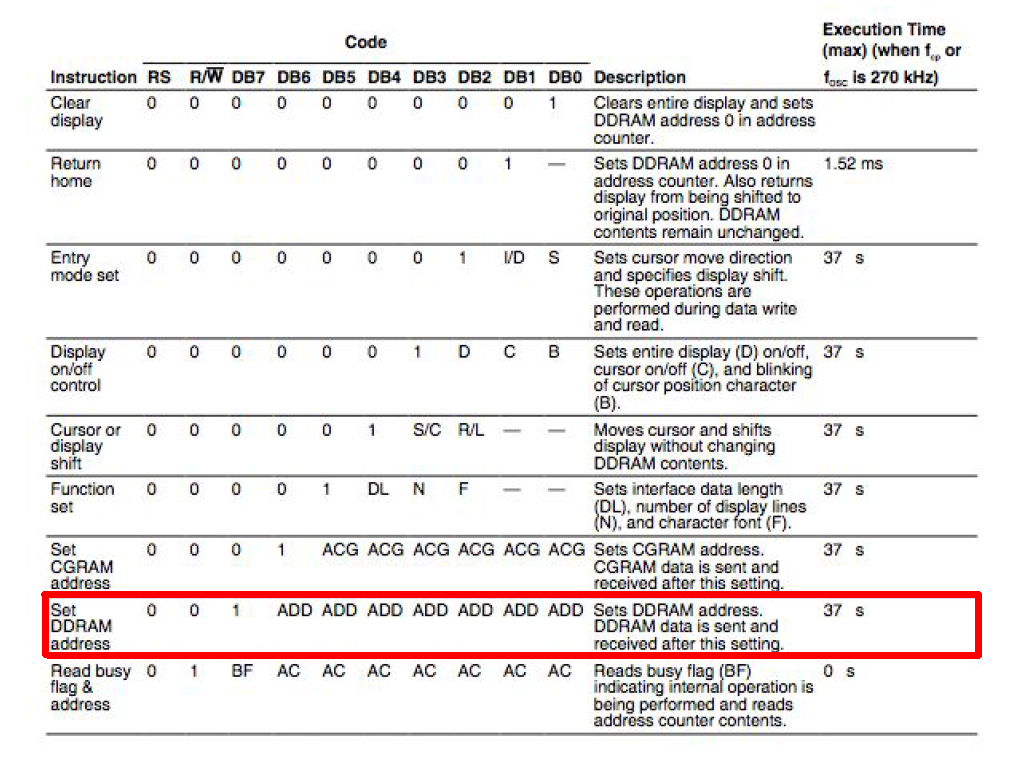 Code
Execution Time
(max) (when fcp or
fosc is 270 kHz)
Instruction RS R/W DB7 DB6 DB5 DB4 DB3 DB2 DB1 DB0 Description
Clear 0 0 0 0 0 0 0 0 0 1 Clears entire display and sets
display DDRAM address 0 in address
counter.
Return 0 0 0 0 0 0 0 0 1 — Sets DDRAM address 0 in 1.52 ms
home address counter. Also returns
display from being shifted to
original position. DDRAM
contents remain unchanged.
Entry 0 0 0 0 0 0 0 1 I/D S Sets cursor move direction 37 s
mode set and specifies display shift.
These operations are
performed during data write
and read.
Display 0 0 0 0 0 0 1 D C B Sets entire display (D) on/off, 37 s
on/off cursor on/off (C), and blinking
control of cursor position character
(B).
Cursor or 0 0 0 0 0 1 S/C R/L — — Moves cursor and shifts 37 s
display display without changing
shift DDRAM contents.
Function 0 0 0 0 1 DL N F — — Sets interface data length 37 s
set (DL), number of display lines
(N), and character font (F).
Set 0 0 0 1 ACG ACG ACG ACG ACG ACG Sets CGRAM address. 37 s
CGRAM CGRAM data is sent and
address received after this setting.
Set 0 0 1 ADD ADD ADD ADD ADD ADD ADD Sets DDRAM address. 37 s
DDRAM DDRAM data is sent and
address received after this setting.
Read busy 0 1 BF AC AC AC AC AC AC AC Reads busy flag (BF) 0 s
flag & indicating internal operation is
address being performed and reads
address counter contents.